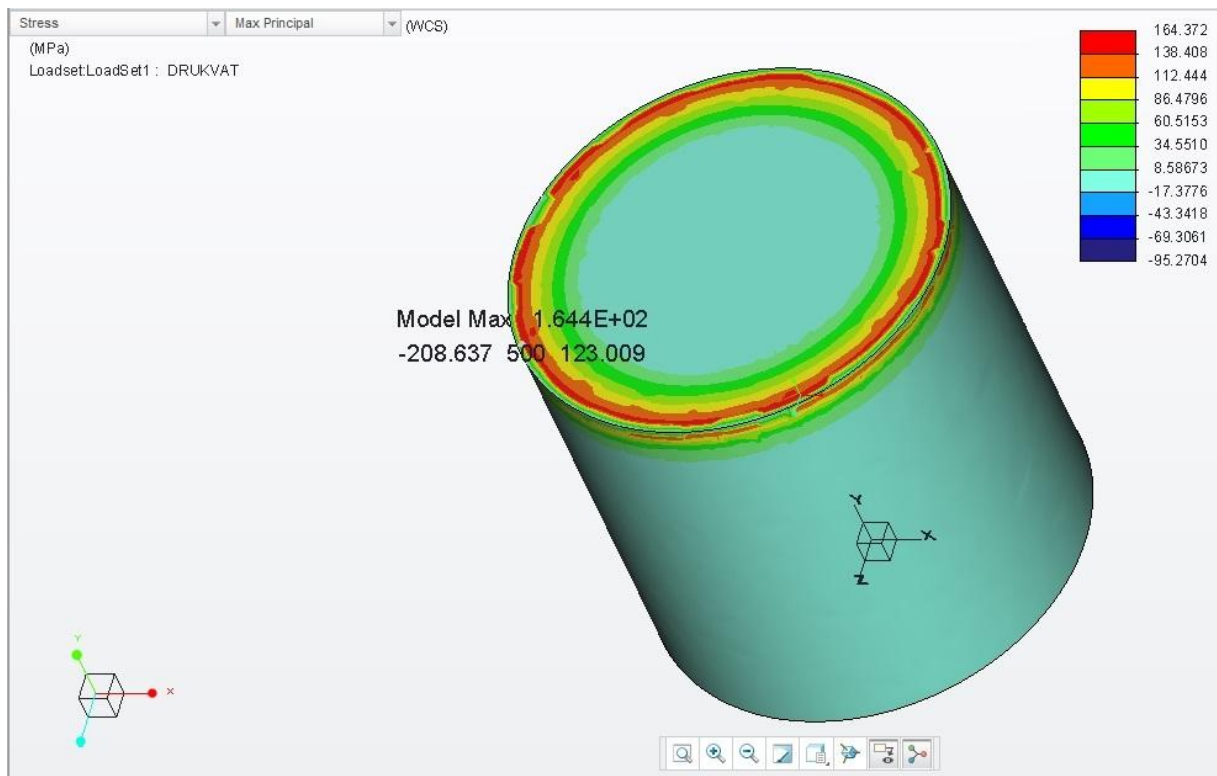 Stress Max Principal (WCS)
(MPa)
Loadset:LoadSet1 : DRUKVAT
164.372
138.408
112.444
86.4796
60.5153
34.5510
8.58673
-17.3776
-43.3418
-69.3061
-95.2704
Model Max 1.644E+02
-208.637 500 123.009
Y
X
Z
Y
X